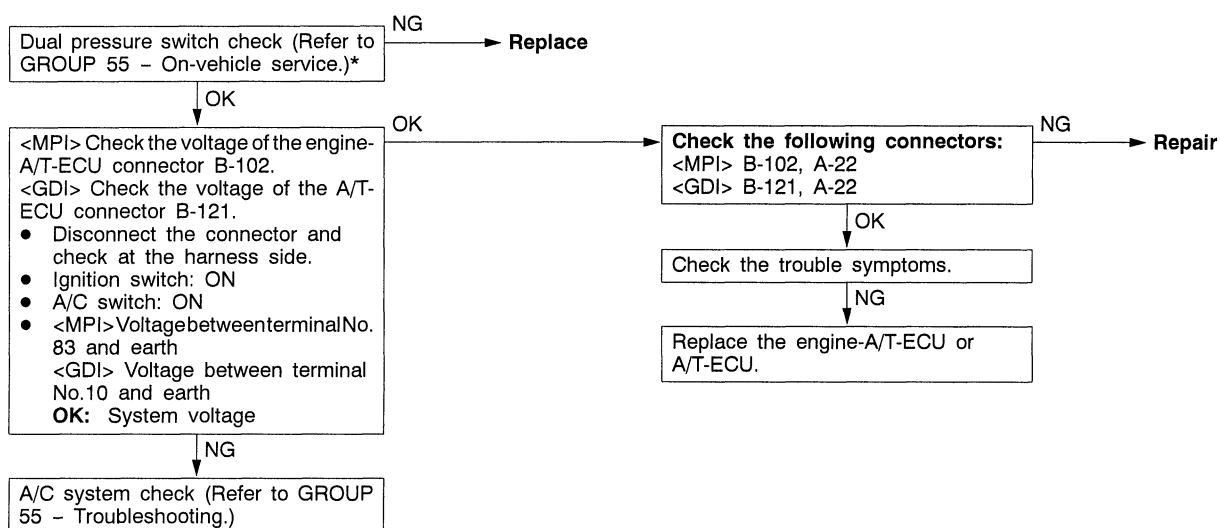 Dual pressure switch check (Refer to
GROUP 55 – On-vehicle service.)*
NG
Replace
OK
<MPI> Check the voltage of the engine-
A/T-ECU connector B-102.
<GDI> Check the voltage of the A/T-
ECU connector B-121.
● Disconnect the connector and
check at the harness side.
● Ignition switch: ON
● A/C switch: ON
● <MPI>VoltagebetweenterminalNo.
83 and earth
<GDI> Voltage between terminal
No.10 and earth
OK: System voltage
OK
Check the following connectors:
<MPI> B-102, A-22
<GDI> B-121, A-22
NG
Repair
OK
Check the trouble symptoms.
NG
Replace the engine-A/T-ECU or
A/T-ECU.
NG
A/C system check (Refer to GROUP
55 – Troubleshooting.)